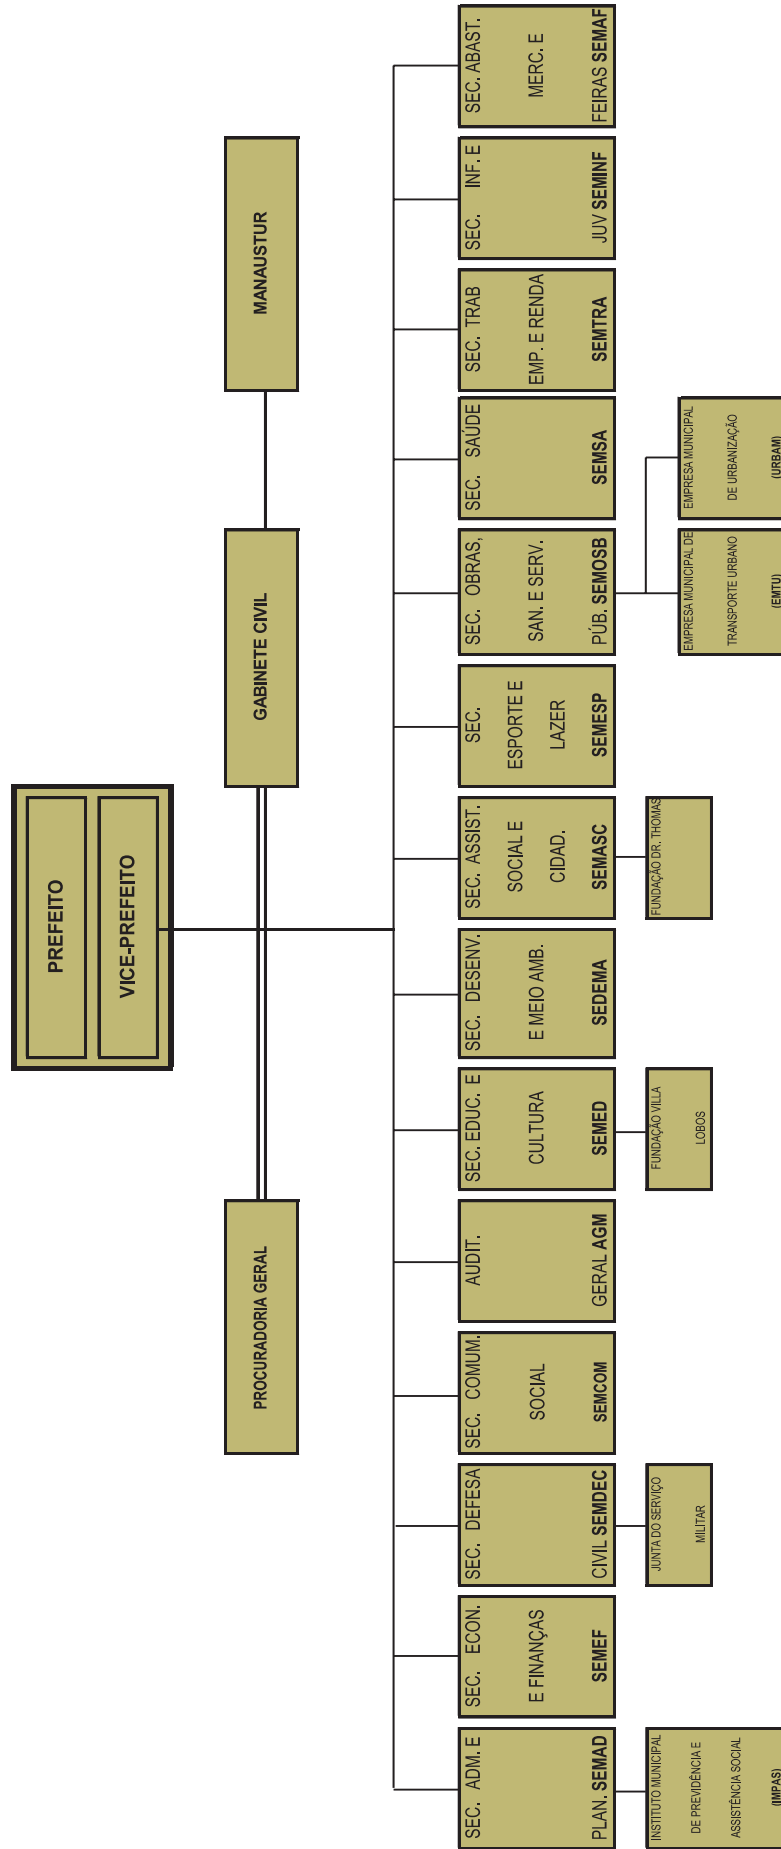 PREFEITO
VICE-PREFEITO
PROCURADORIA GERAL
GABINETE CIVIL
MANAUSTUR
SEC. ADM. E
PLAN. SEMAD
SEC. ECON.
E FINANÇAS
SEMEF
SEC. DEFESA
CIVIL SEMDEC
SEC. COMUM.
SOCIAL
SEMCOM
AUDIT.
GERAL AGM
SEC. EDUC. E
CULTURA
SEMED
SEC. DESENV.
E MEIO AMB.
SEDEMA
SEC. ASSIST.
SOCIAL E
CIDAD.
SEMASC
SEC.
ESPORTE E
LAZER
SEMESP
SEC. OBRAS,
SAN. E SERV.
PÚB. SEMOSB
SEC. SAÚDE
SEMSA
SEC. TRAB
EMP. E RENDA
SEMTRA
SEC. INF. E
JUV SEMINF
SEC. ABAST.
MERC. E
FEIRAS SEMAF
INSTITUTO MUNICIPAL
DE PREVIDÊNCIA E
ASSISTÊNCIA SOCIAL
(IMPAS)
JUNTA DO SERVIÇO
MILITAR
FUNDAÇÃO VILLA
LOBOS
FUNDAÇÃO DR. THOMAS
EMPRESA MUNICIPAL DE
TRANSPORTE URBANO
(EMTU)
EMPRESA MUNICIPAL
DE URBANIZAÇÃO
(URBAM)